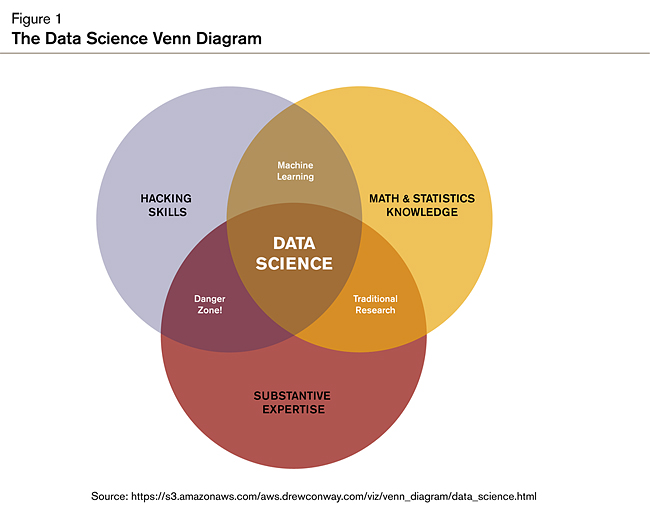 Figure 1
The Data Science Venn Diagram
Machine
Learning
HACKING
SKILLS
MATH & STATISTICS
KNOWLEDGE
DATA
SCIENCE
Danger
Zone!
Traditional
Research
SUBSTANTIVE
EXPERTISE
Source: https://s3.amazonaws.com/aws.drewconway.com/viz/venn_diagram/data_science.html